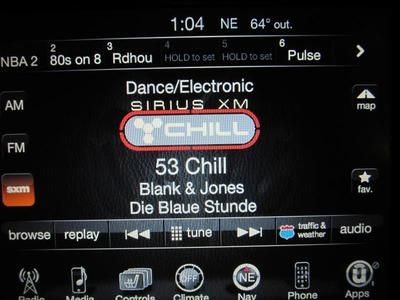 1:04 NE 64° out.
NBA 2
2 80s on 8
3 Rdhou
4 HOLD to set
5 HOLD to set
6 Pulse
AM
Dance/Electronic
map
SIRIUS XM
CHILL
FM
53 Chill
sxm
Blank & Jones
fav.
Die Blaue Stunde
browse replay tune traffic & weather audio
OFF NE
Radio Media Controls Climate Nav Phone Apps